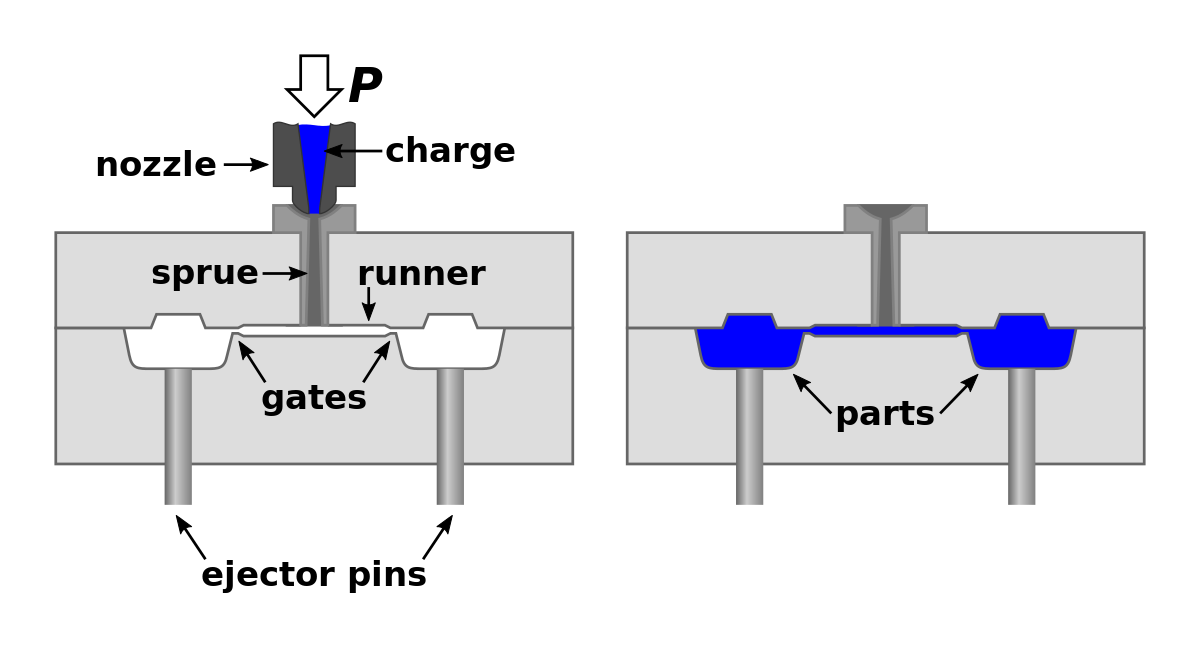 P
nozzle
charge
sprue
runner
gates
parts
ejector pins